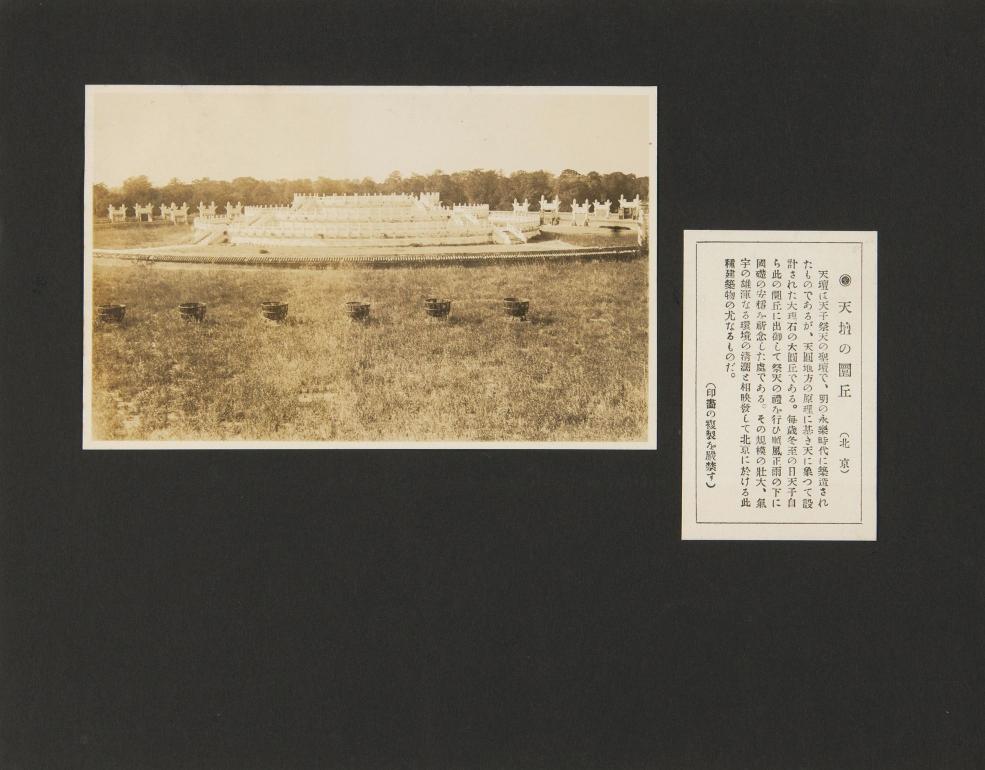 ◉ 天壇の圜丘 (北京)
天壇は天子祭天の聖壇で、明の永樂時代に築造され
たものであるが、天圓地方の原理に基き天に象つて設
計された大理石の大圓丘である。毎歳冬至の日天子自
ら此の圜丘に出御して祭天の禮を行ひ順風正雨の下に
國礎の安穩を祈念した處である。その規模の壯大、氣
宇の雄渾なる環境の淸澗と相映發して北京に於ける此
種建築物の尤なるものだ。
(印畵の複製を嚴禁す)